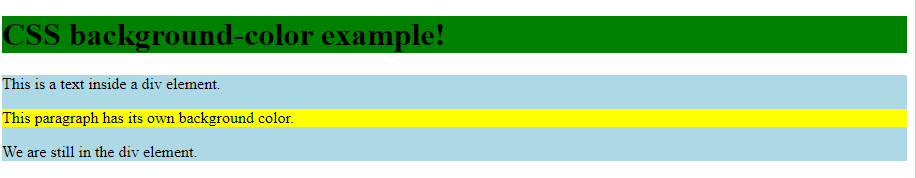 CSS background-color example!
This is a text inside a div element.
This paragraph has its own background color.
We are still in the div element.